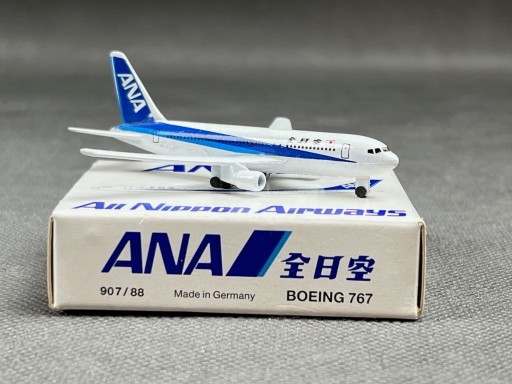 ANA
全日空
All Nippon Airways
ANA 全日空
907/88 Made in Germany BOEING 767